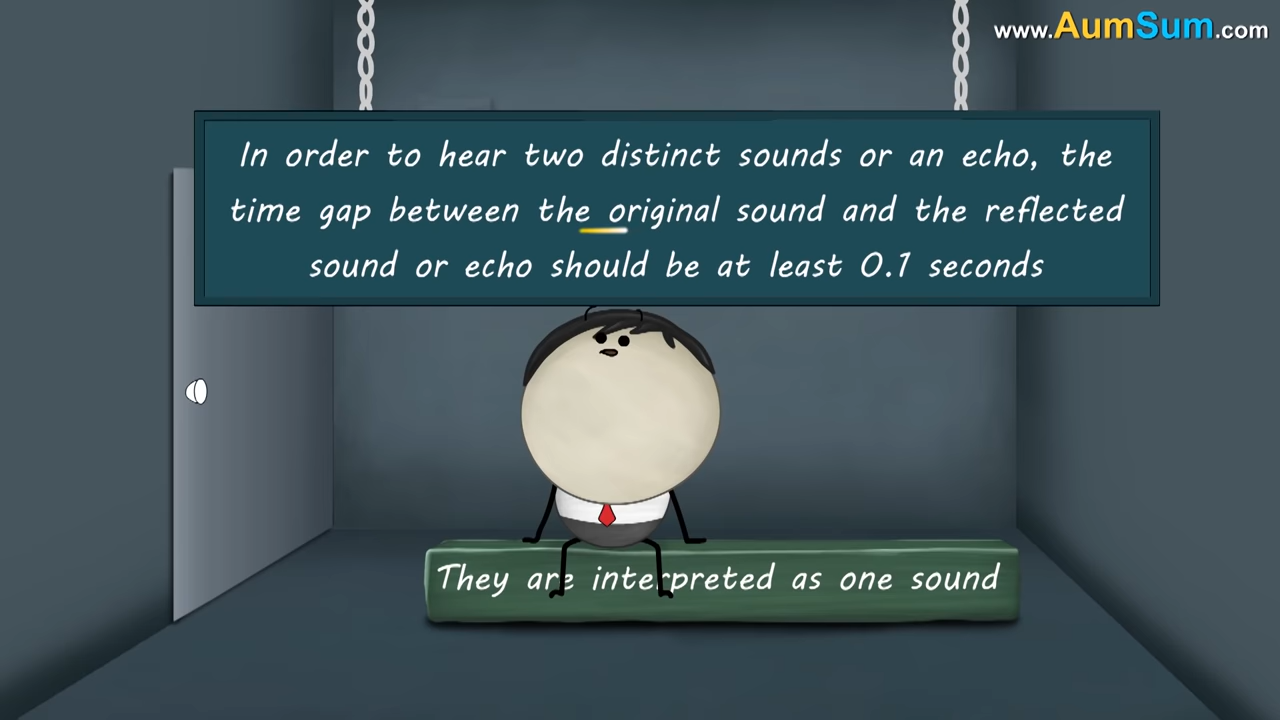 www.AumSum.com
In order to hear two distinct sounds or an echo, the
time gap between the original sound and the reflected
sound or echo should be at least 0.1 seconds
They are interpreted as one sound